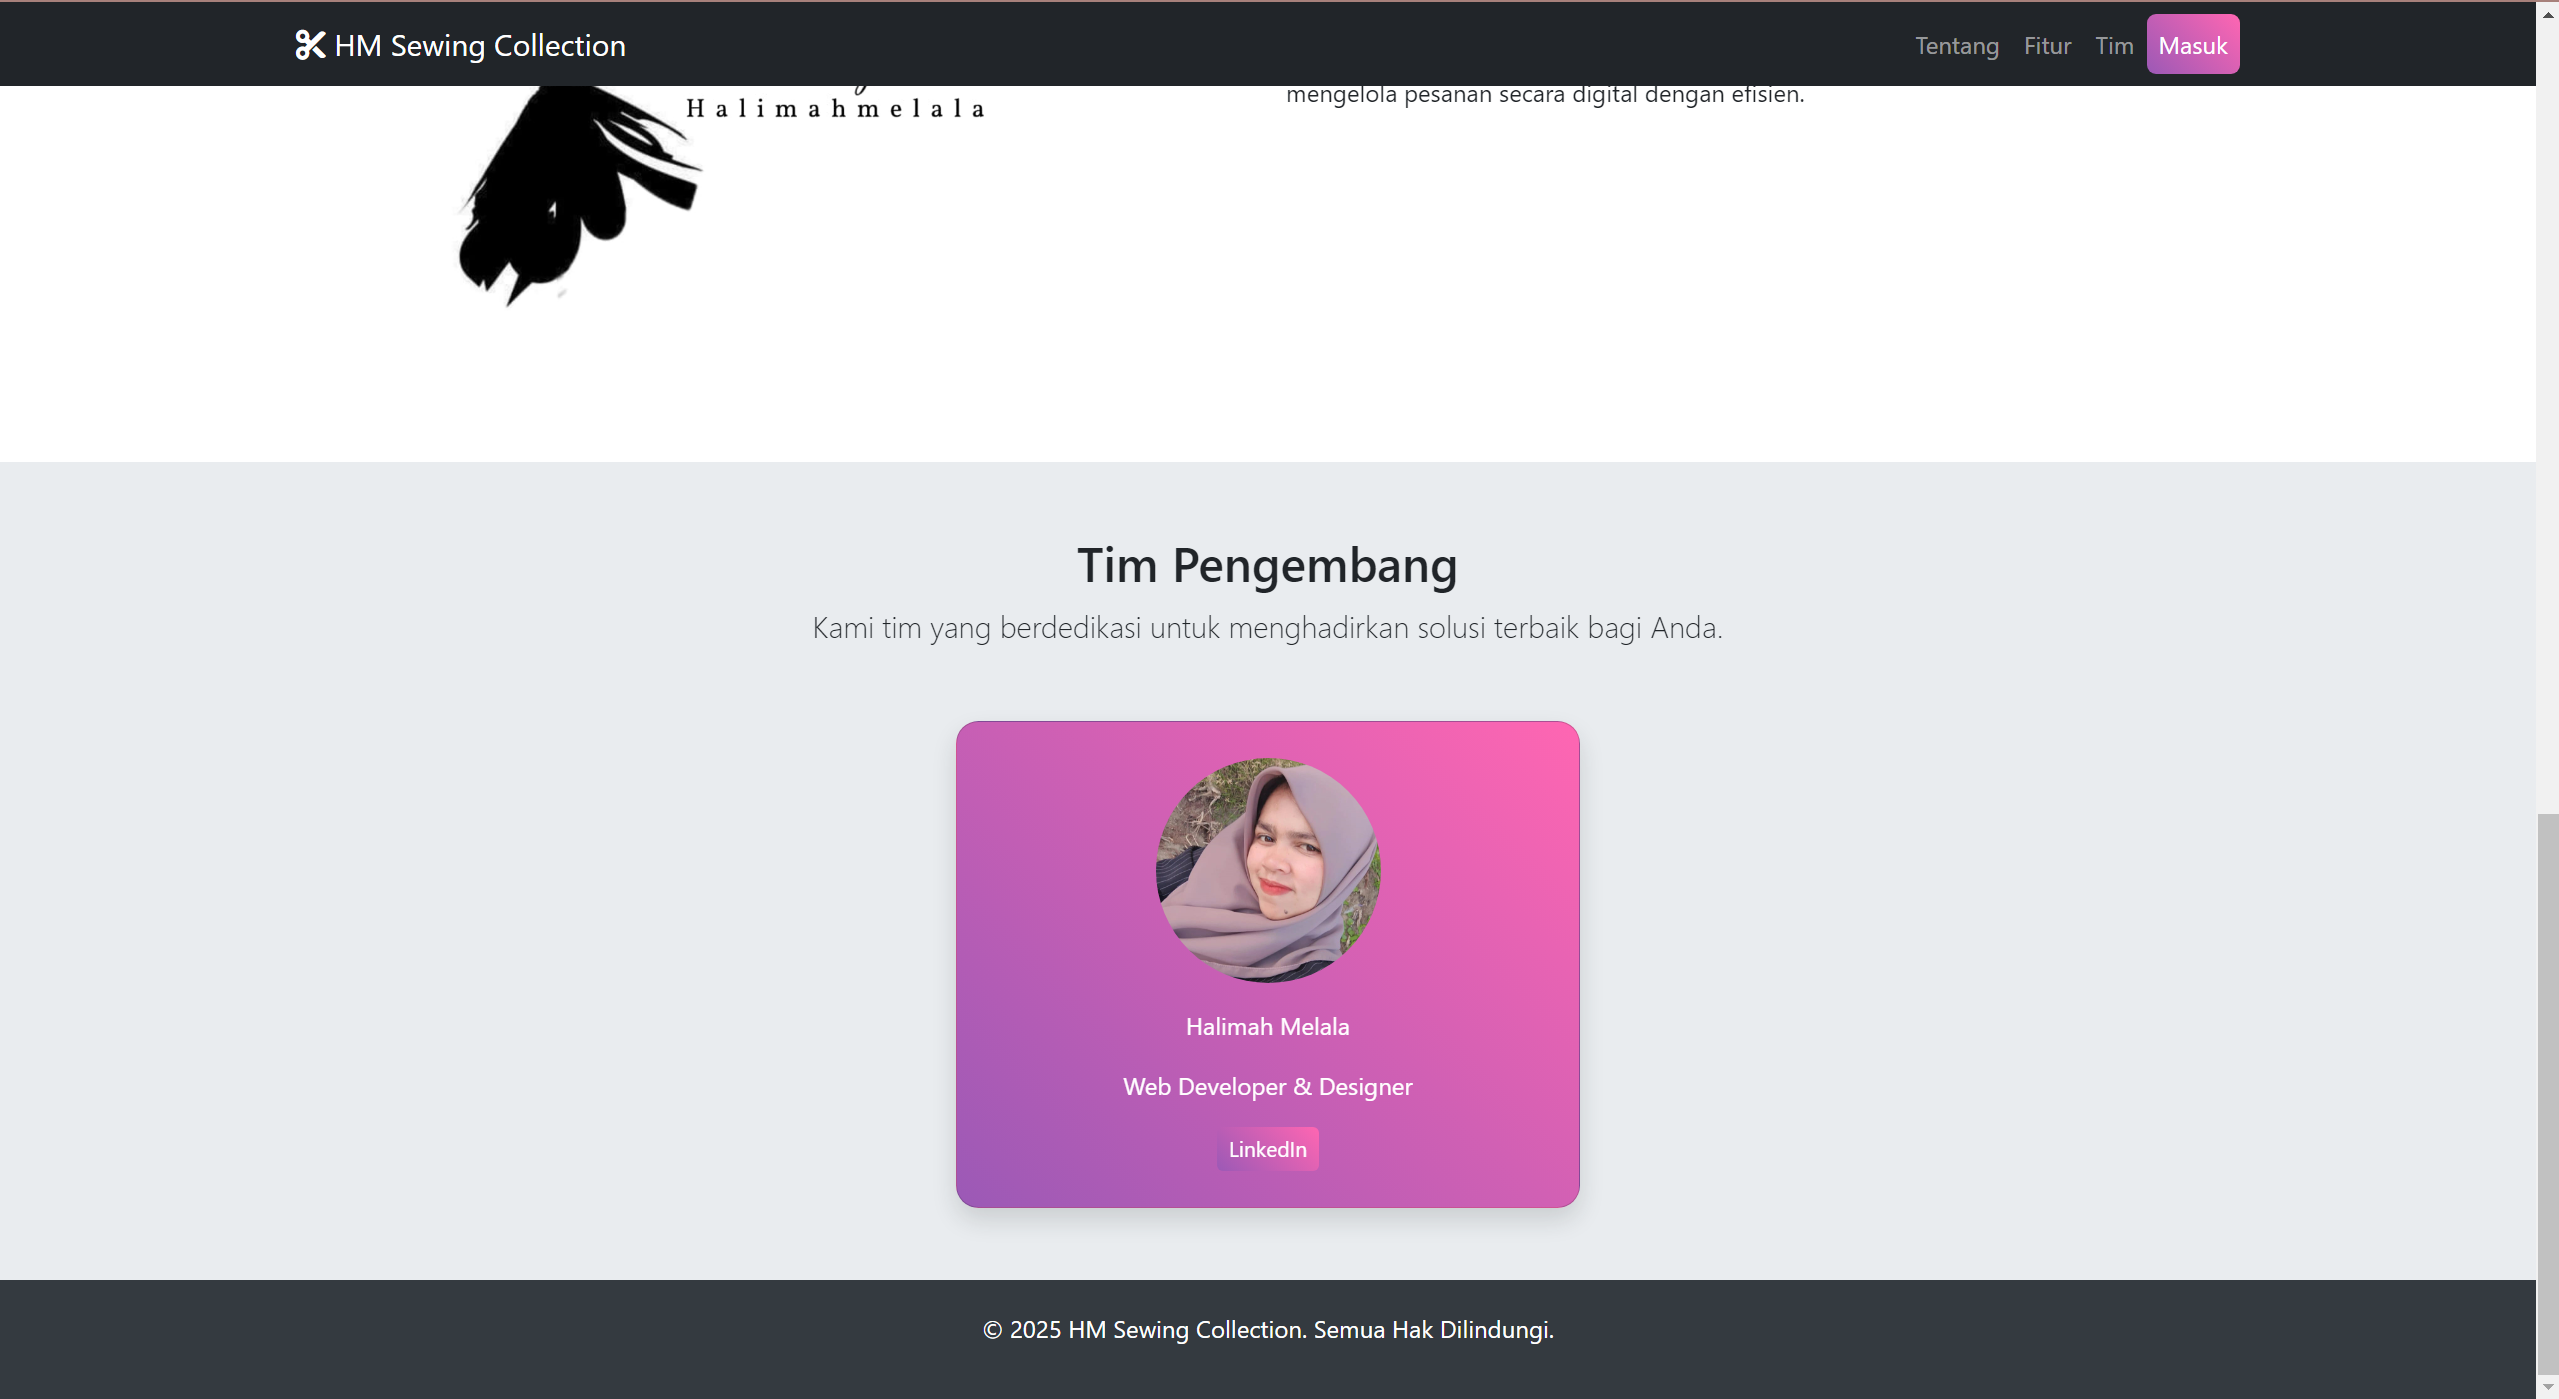 HM Sewing Collection
Tentang Fitur Tim Masuk
Halimahmelala
mengelola pesanan secara digital dengan efisien.
Tim Pengembang
Kami tim yang berdedikasi untuk menghadirkan solusi terbaik bagi Anda.
Halimah Melala
Web Developer & Designer
LinkedIn
© 2025 HM Sewing Collection. Semua Hak Dilindungi.